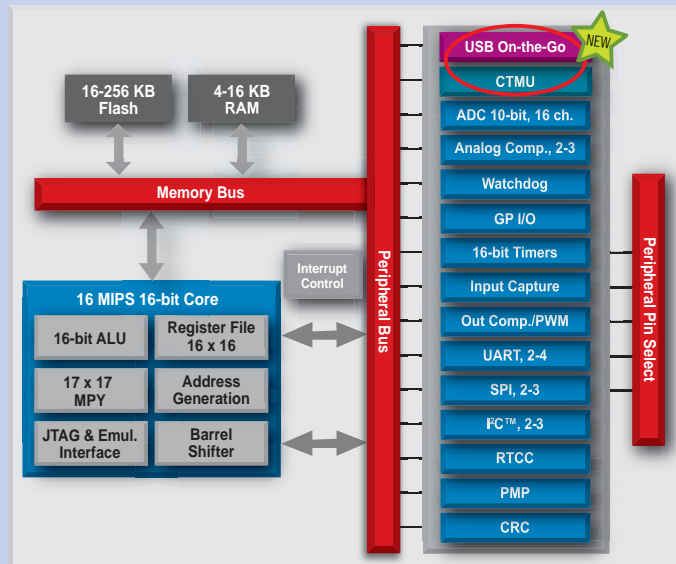 16-256 KB
Flash
4-16 KB
RAM
Memory Bus
16 MIPS 16-bit Core
16-bit ALU
Register File
16 x 16
17 x 17
MPY
Address
Generation
JTAG & Emul.
Interface
Barrel
Shifter
Interrupt
Control
Peripheral Bus
USB On-the-Go
NEW
CTMU
ADC 10-bit, 16 ch.
Analog Comp., 2-3
Watchdog
GP I/O
16-bit Timers
Input Capture
Out Comp./PWM
UART, 2-4
SPI, 2-3
I²C™, 2-3
RTCC
PMP
CRC
Peripheral Pin Select